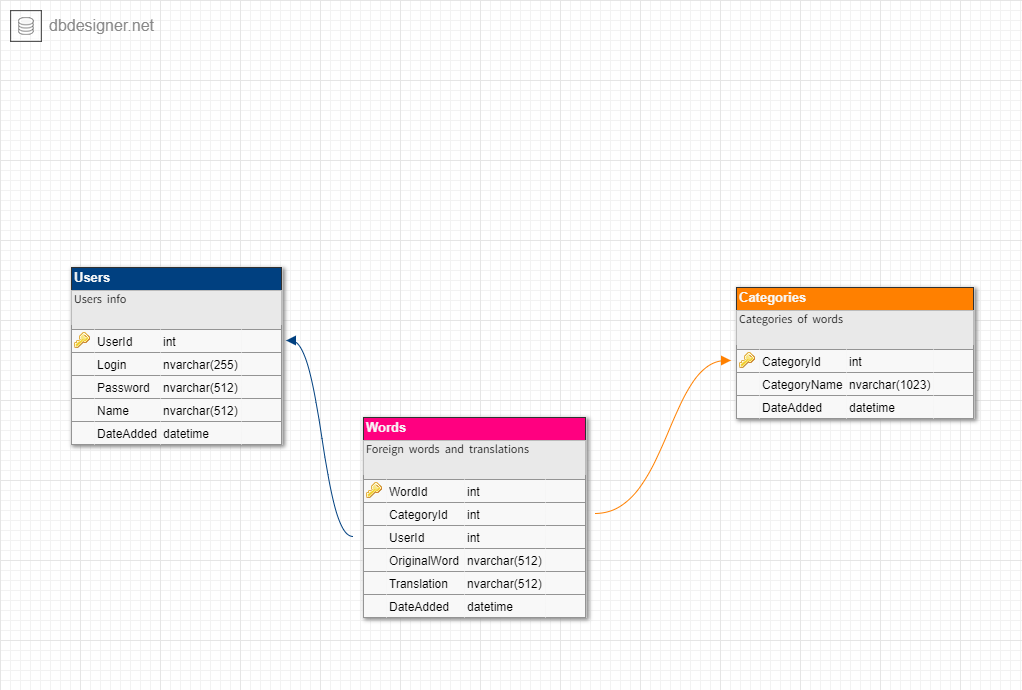 dbdesigner.net
Users
Users info
UserId int
Login nvarchar(255)
Password nvarchar(512)
Name nvarchar(512)
DateAdded datetime
Words
Foreign words and translations
WordId int
CategoryId int
UserId int
OriginalWord nvarchar(512)
Translation nvarchar(512)
DateAdded datetime
Categories
Categories of words
CategoryId int
CategoryName nvarchar(1023)
DateAdded datetime